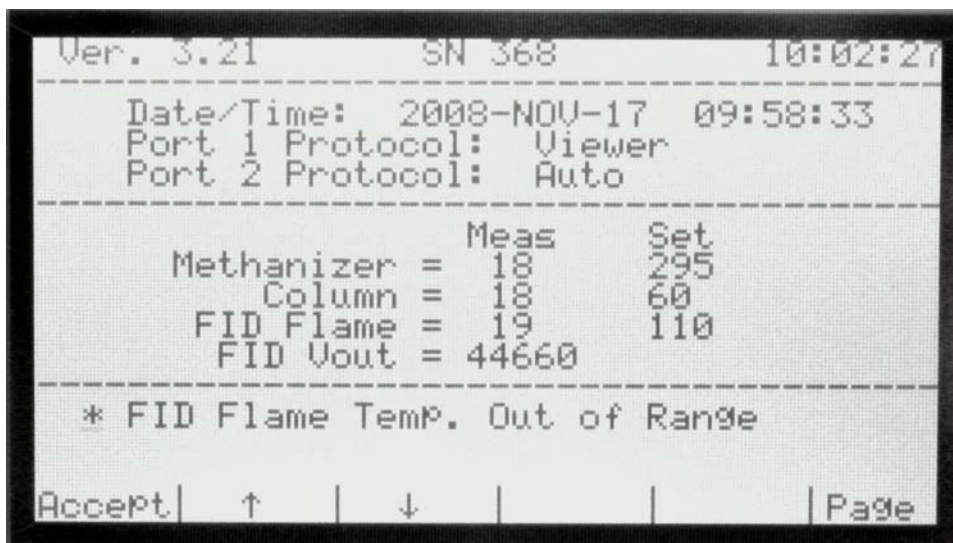 Ver. 3.21 SN 368 10:02:27
Date/Time: 2008-NOV-17 09:58:33
Port 1 Protocol: Viewer
Port 2 Protocol: Auto
Meas Set
Methanizer = 18 295
Column = 18 60
FID Flame = 19 110
FID Vout = 44660
* FID Flame Temp. Out of Range
Accept ↑ ↓ Page